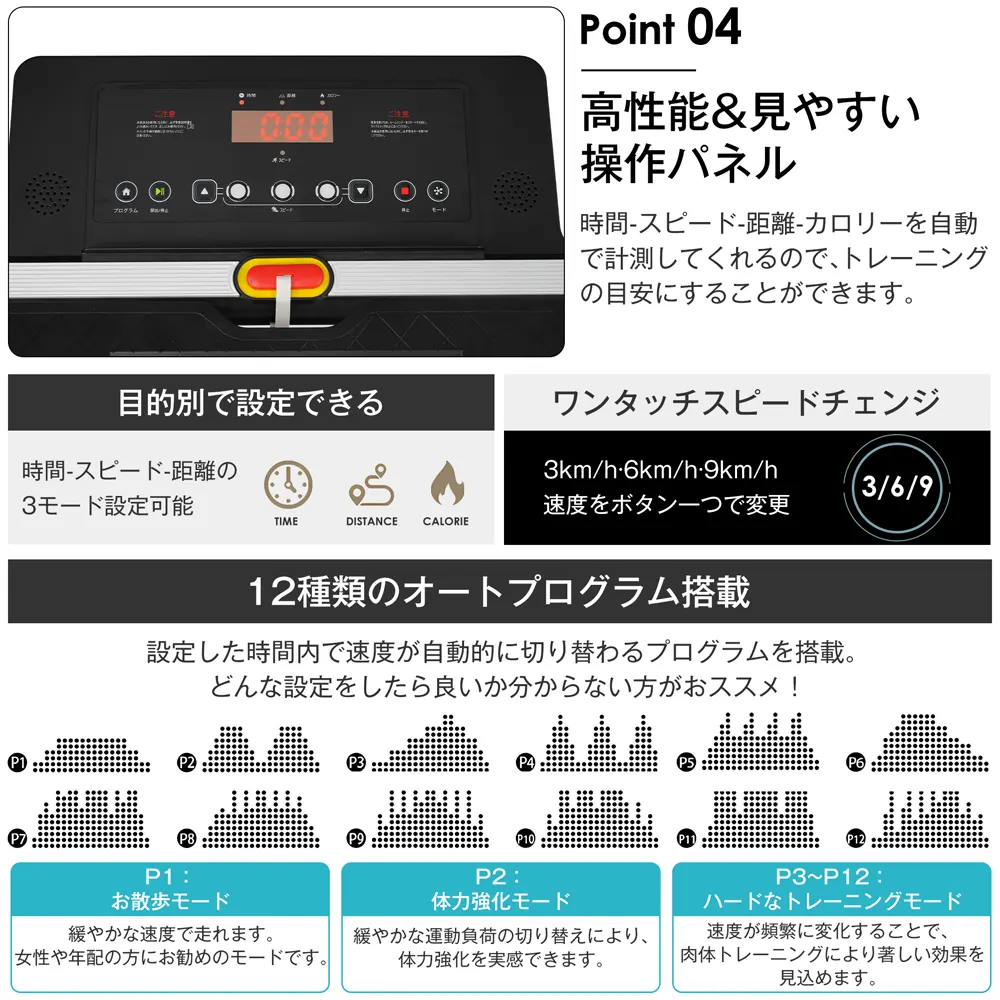 Point 04
高性能&見やすい
操作パネル
時間-スピード-距離-カロリーを自動
で計測してくれるので、トレーニング
の目安にすることができます。
時間
距離
カロリー
ご注意
ご注意
0:00
スピード
プログラム
開始/停止
スピード
停止
モード
目的別で設定できる
時間-スピード-距離の
3モード設定可能
TIME
DISTANCE
CALORIE
ワンタッチスピードチェンジ
3km/h·6km/h·9km/h
速度をボタン一つで変更
3/6/9
12種類のオートプログラム搭載
設定した時間内で速度が自動的に切り替わるプログラムを搭載。
どんな設定をしたら良いか分からない方がおススメ！
P1
P2
P3
P4
P5
P6
P7
P8
P9
P10
P11
P12
P1：
お散歩モード
緩やかな速度で走れます。
女性や年配の方にお勧めのモードです。
P2：
体力強化モード
緩やかな運動負荷の切り替えにより、
体力強化を実感できます。
P3~P12：
ハードなトレーニングモード
速度が頻繁に変化することで、
肉体トレーニングにより著しい効果を
見込めます。